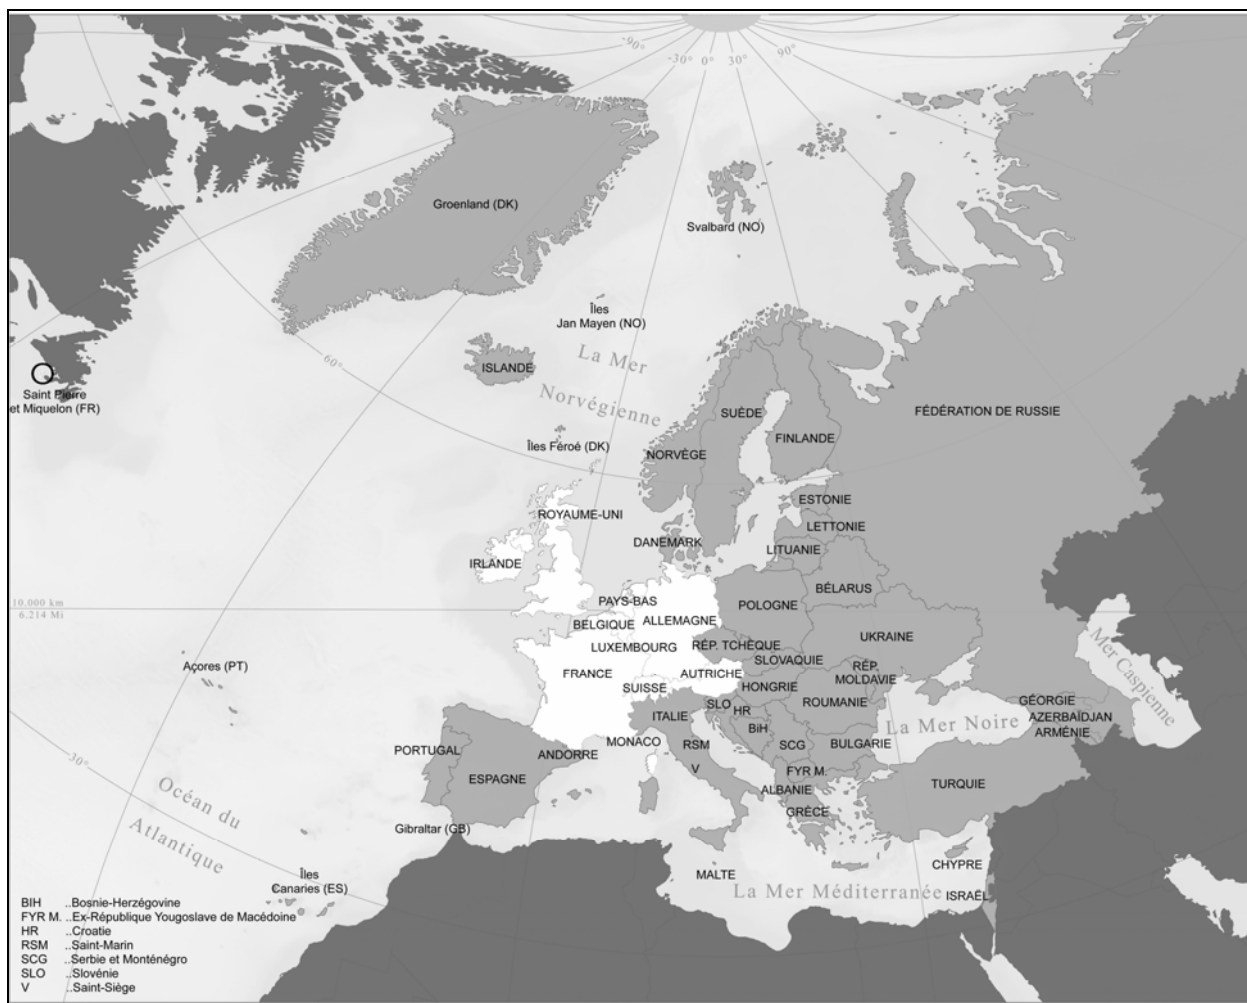 -90°
-30°
0°
30°
90°
Groenland (DK)
Svalbard (NO)
Îles
Jan Mayen (NO)
La Mer
Norvégienne
60°
ISLANDE
Saint Pierre
et Miquelon (FR)
FÉDÉRATION DE RUSSIE
SUÈDE
FINLANDE
Îles Féroé (DK)
NORVÈGE
ESTONIE
ROYAUME-UNI
LETTONIE
DANEMARK
LITUANIE
IRLANDE
BÉLARUS
10.000 km
6.214 Mi
PAYS-BAS
POLOGNE
BELGIQUE
ALLEMAGNE
UKRAINE
LUXEMBOURG
RÉP. TCHÈQUE
SLOVAQUIE
Mer Caspienne
Açores (PT)
FRANCE
AUTRICHE
RÉP.
MOLDAVIE
SUISSE
HONGRIE
ROUMANIE
GÉORGIE
SLO
HR
ITALIE
AZERBAÏDJAN
La Mer Noire
BiH
ARMÉNIE
MONACO
RSM
SCG
BULGARIE
PORTUGAL
ANDORRE
30°
V
FYR M.
ESPAGNE
TURQUIE
ALBANIE
Océan du
Atlantique
GRÈCE
Gibraltar (GB)
CHYPRE
MALTE
Îles
Canaries (ES)
La Mer Méditerranée
ISRAËL
BIH ..Bosnie-Herzégovine
FYR M. ..Ex-République Yougoslave de Macédoine
HR ..Croatie
RSM ..Saint-Marin
SCG ..Serbie et Monténégro
SLO ..Slovénie
V ..Saint-Siège